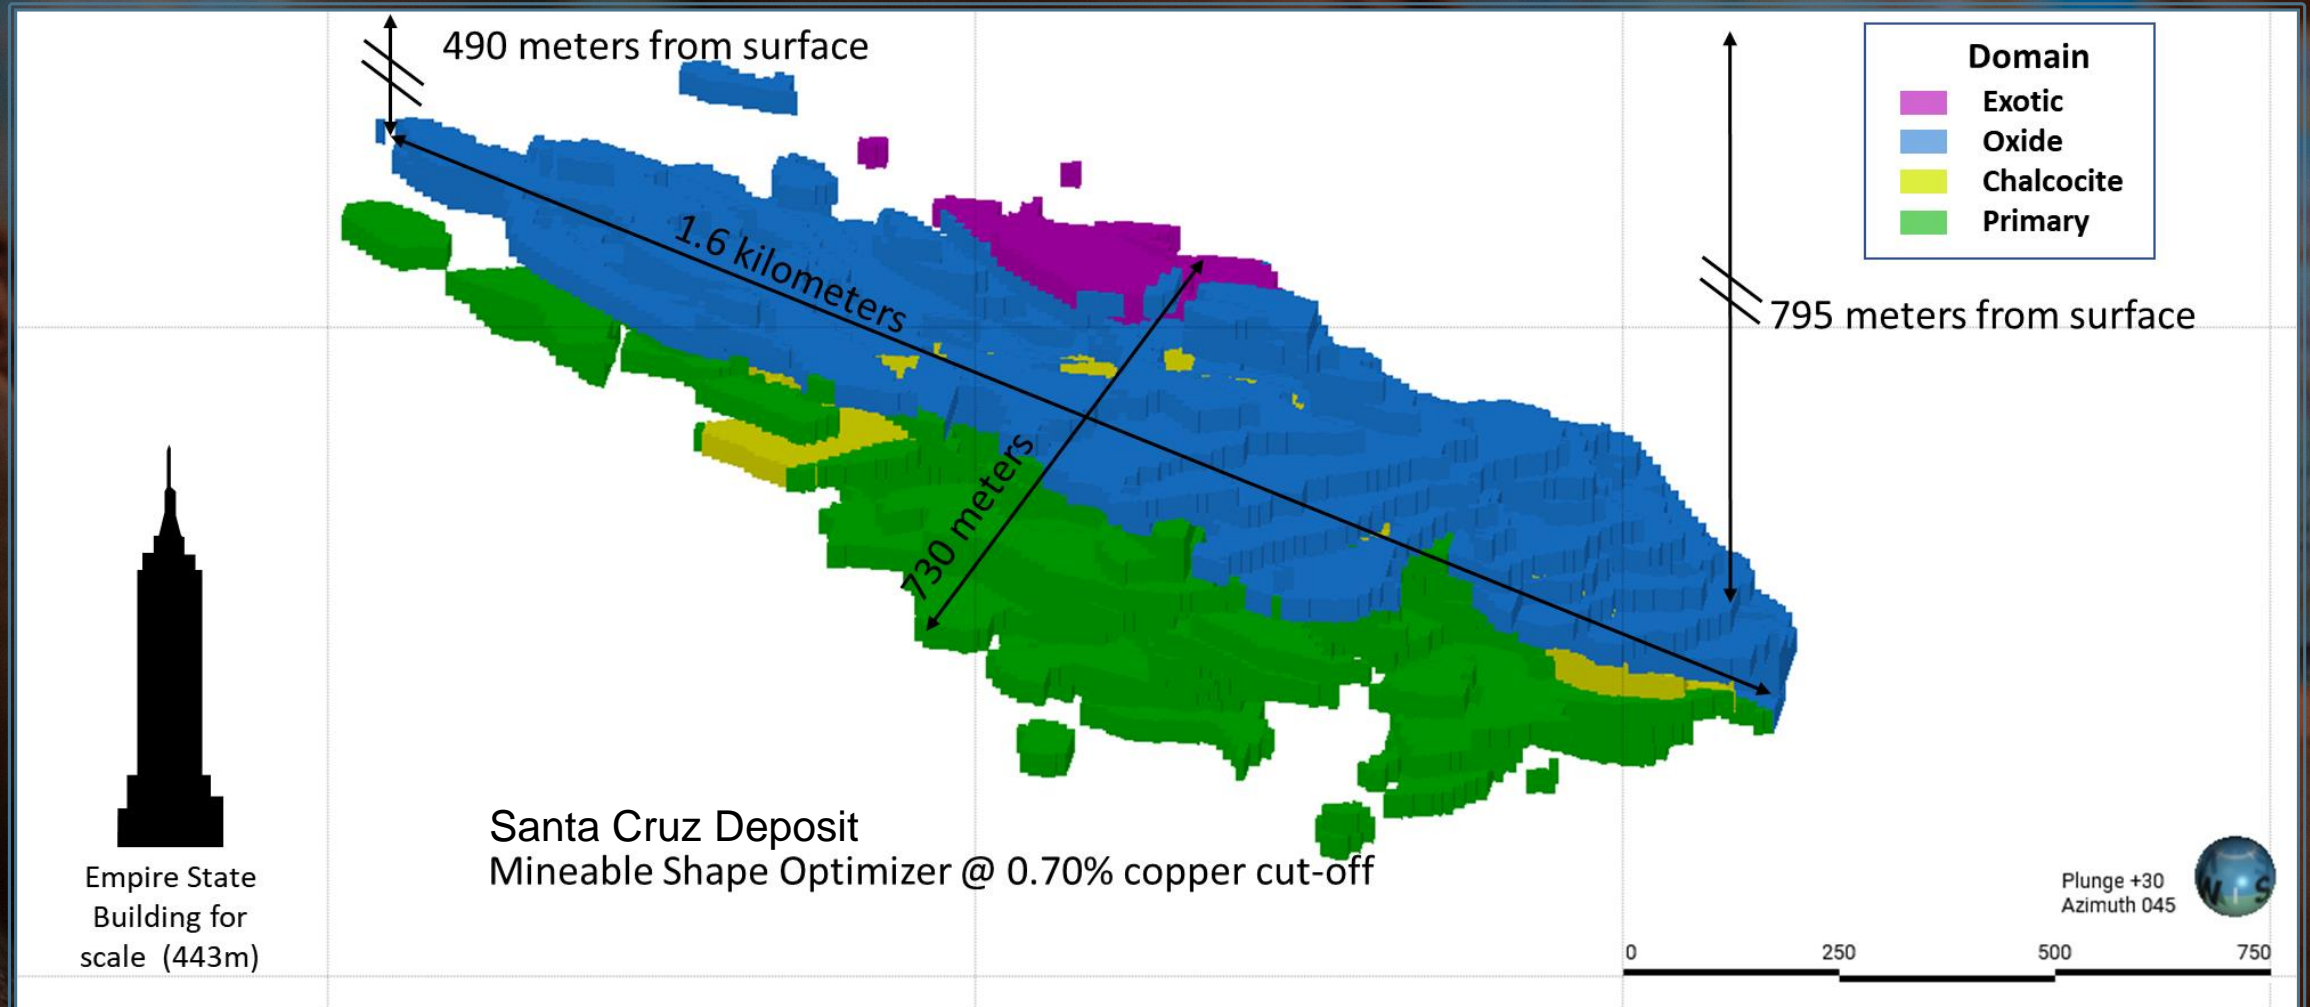 490 meters from surface
Domain
Exotic
Oxide
Chalcocite
Primary
1.6 kilometers
795 meters from surface
730 meters
Santa Cruz Deposit
Mineable Shape Optimizer @ 0.70% copper cut-off
Empire State
Building for
scale (443m)
Plunge +30
Azimuth 045
W S
0 250 500 750